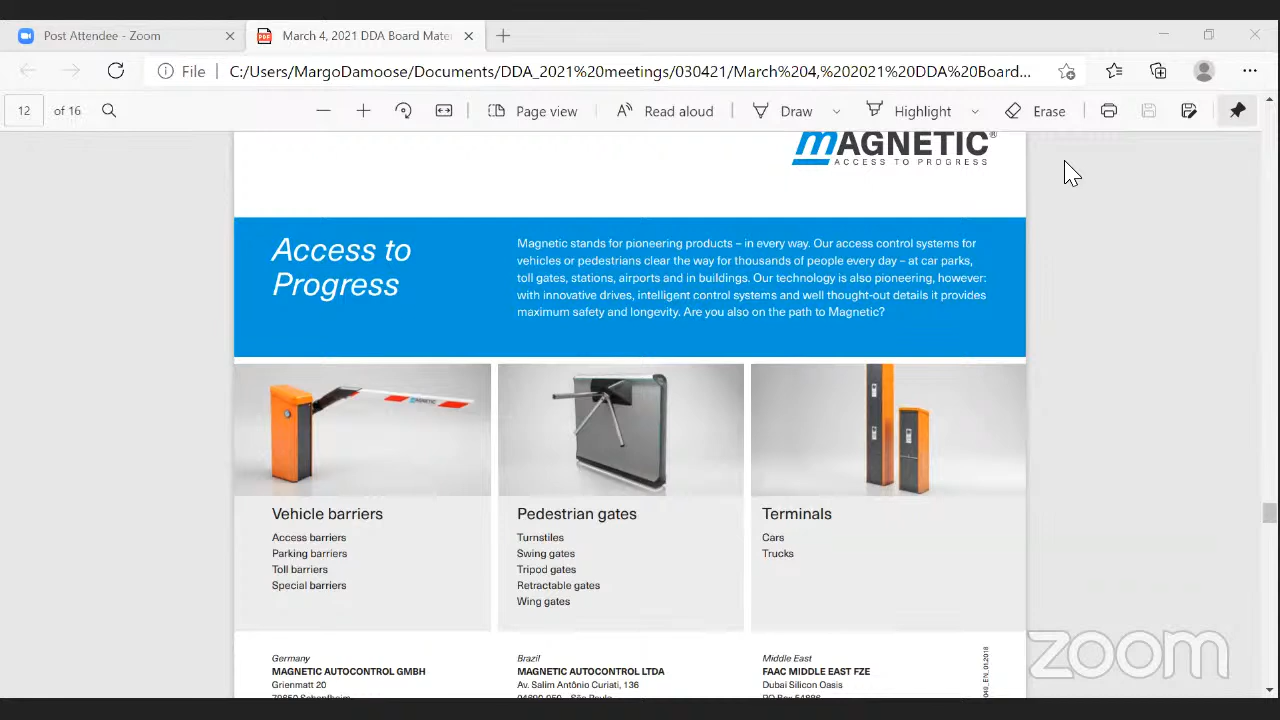 Post Attendee - Zoom
March 4, 2021 DDA Board Mate
File
C:/Users/MargoDamoose/Documents/DDA_2021%20meetings/030421/March%204,%202021%20DDA%20Board...
12 of 16
Page view
Read aloud
Draw
Highlight
Erase
MAGNETIC®
ACCESS TO PROGRESS
Access to
Progress
Magnetic stands for pioneering products – in every way. Our access control systems for
vehicles or pedestrians clear the way for thousands of people every day – at car parks,
toll gates, stations, airports and in buildings. Our technology is also pioneering, however:
with innovative drives, intelligent control systems and well thought-out details it provides
maximum safety and longevity. Are you also on the path to Magnetic?
MAGNETIC
Vehicle barriers
Access barriers
Parking barriers
Toll barriers
Special barriers
Pedestrian gates
Turnstiles
Swing gates
Tripod gates
Retractable gates
Wing gates
Terminals
Cars
Trucks
Germany
MAGNETIC AUTOCONTROL GMBH
Grienmatt 20
Brazil
MAGNETIC AUTOCONTROL LTDA
Av. Salim Antônio Curiati, 136
Middle East
FAAC MIDDLE EAST FZE
Dubai Silicon Oasis
zoom